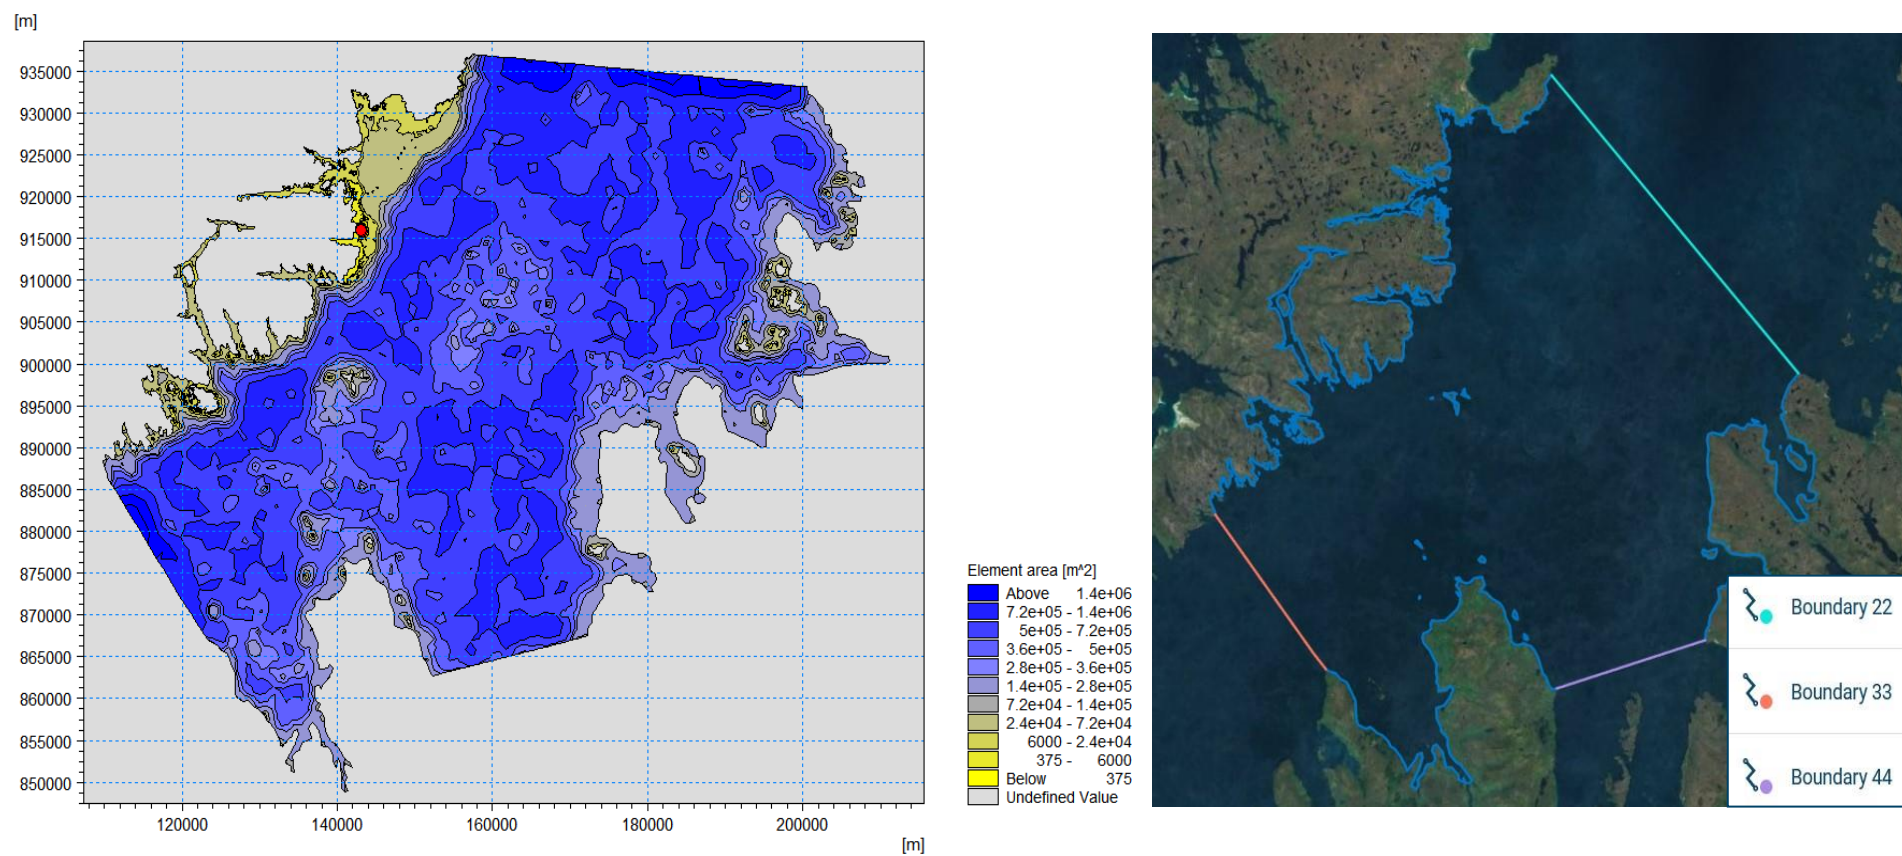 [m]
935000
930000
925000
920000
915000
910000
905000
900000
895000
890000
885000
880000
875000
870000
865000
860000
855000
850000
120000
140000
160000
180000
200000
[m]
Element area [m^2]
Above 1.4e+06
7.2e+05 - 1.4e+06
5e+05 - 7.2e+05
3.6e+05 - 5e+05
2.8e+05 - 3.6e+05
1.4e+05 - 2.8e+05
7.2e+04 - 1.4e+05
2.4e+04 - 7.2e+04
6000 - 2.4e+04
375 - 6000
Below 375
Undefined Value
Boundary 22
Boundary 33
Boundary 44